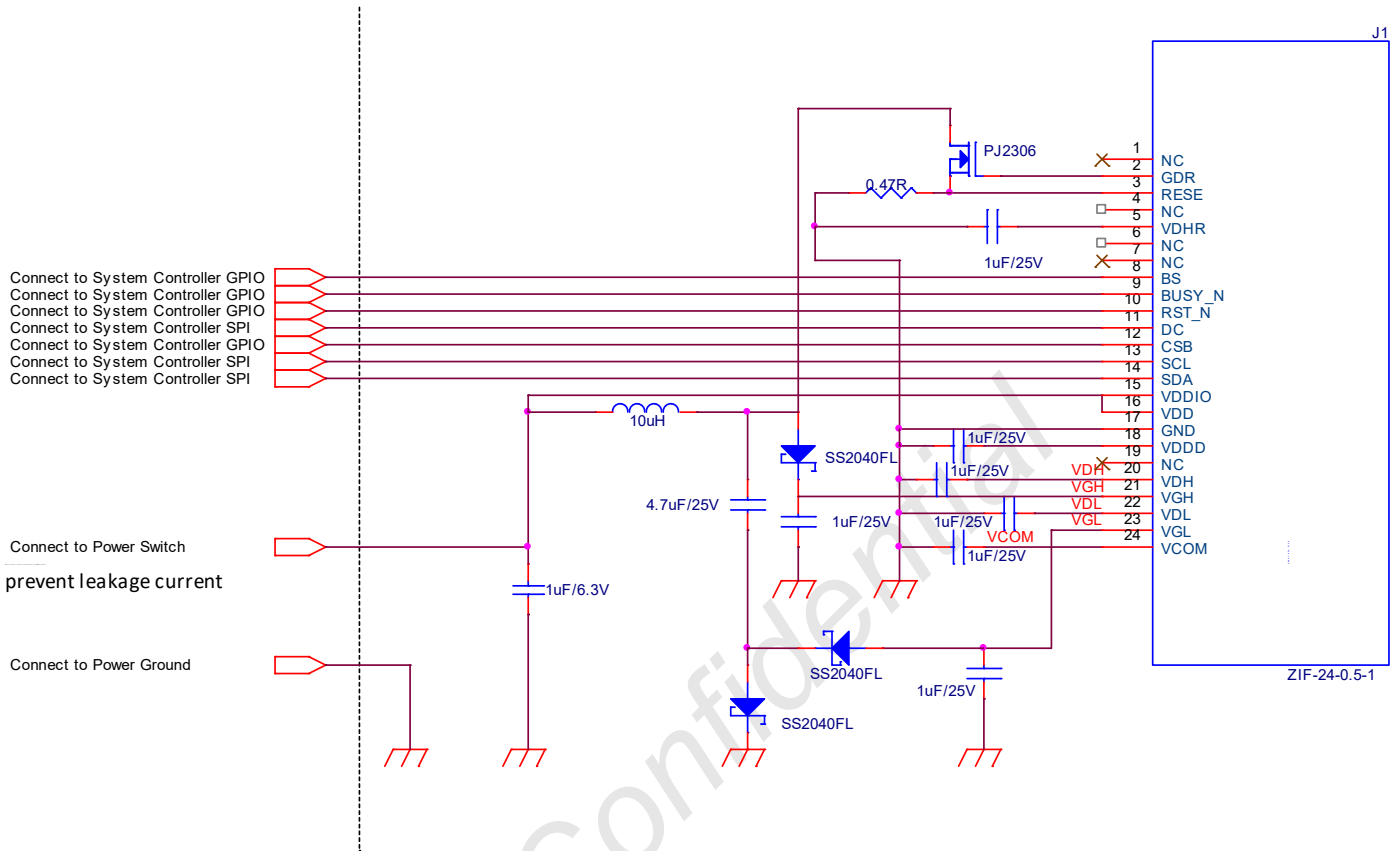 J1
PJ2306
0.47R
1uF/25V
1
2
3
4
5
6
7
8
9
10
11
12
13
14
15
16
17
18
19
20
21
22
23
24
NC
GDR
RESE
NC
VDHR
NC
NC
BS
BUSY_N
RST_N
DC
CSB
SCL
SDA
VDDIO
VDD
GND
VDDD
NC
VDH
VGH
VDL
VGL
VCOM
Connect to System Controller GPIO
Connect to System Controller GPIO
Connect to System Controller GPIO
Connect to System Controller SPI
Connect to System Controller GPIO
Connect to System Controller SPI
Connect to System Controller SPI
10uH
SS2040FL
4.7uF/25V
1uF/25V
1uF/25V
1uF/25V
1uF/25V
1uF/25V
VDH
VGH
VDL
VGL
VCOM
Connect to Power Switch
prevent leakage current
1uF/6.3V
Connect to Power Ground
SS2040FL
1uF/25V
SS2040FL
ZIF-24-0.5-1
Confidential